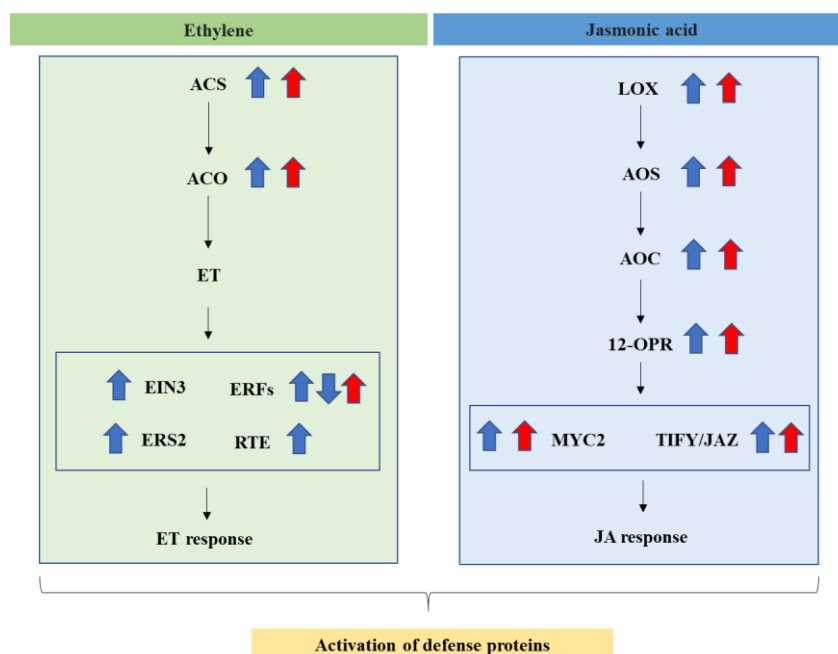 Ethylene
Jasmonic acid
ACS
ACO
ET
EIN3
ERFs
ERS2
RTE
ET response
LOX
AOS
AOC
12-OPR
MYC2
TIFY/JAZ
JA response
Activation of defense proteins